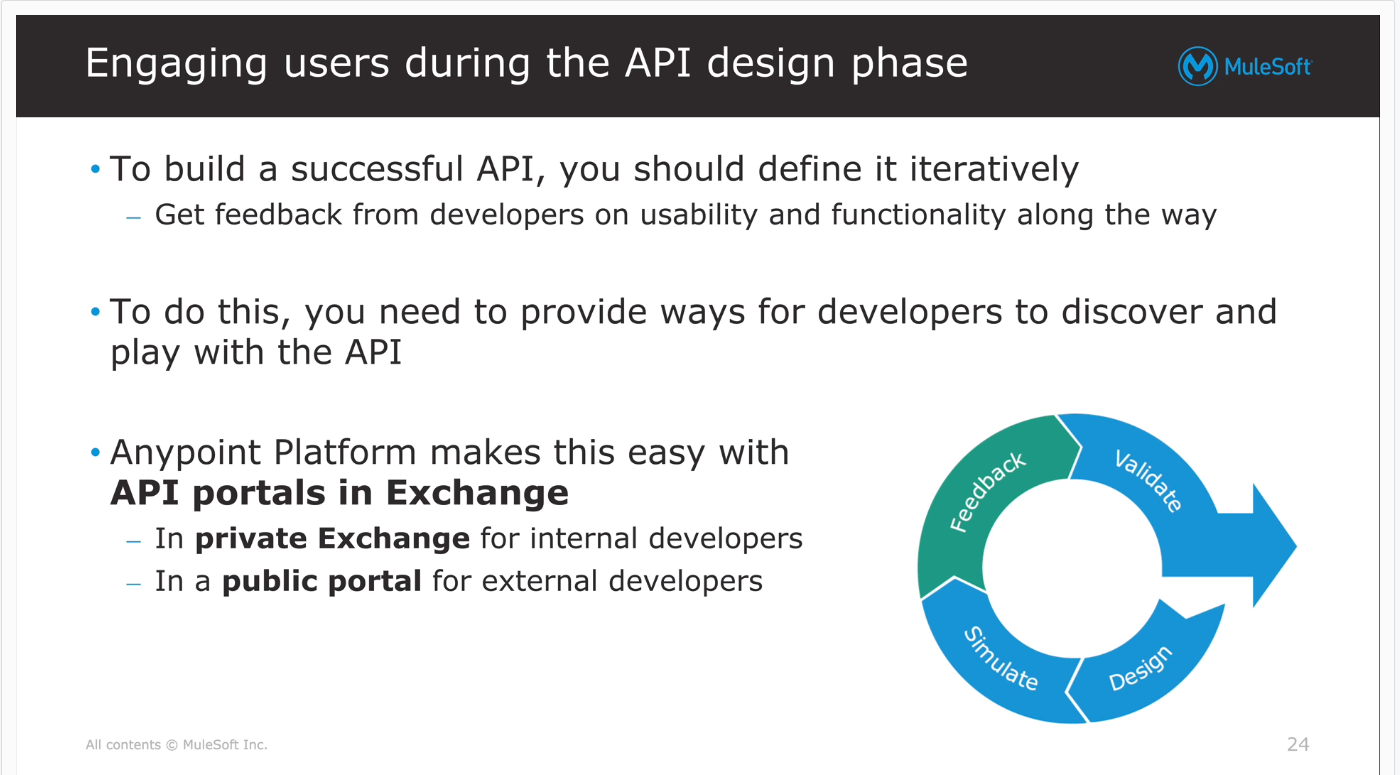 Engaging users during the API design phase
MuleSoft
• To build a successful API, you should define it iteratively
– Get feedback from developers on usability and functionality along the way
• To do this, you need to provide ways for developers to discover and
play with the API
• Anypoint Platform makes this easy with
API portals in Exchange
– In private Exchange for internal developers
– In a public portal for external developers
Feedback
Validate
Simulate
Design
All contents © MuleSoft Inc.
24